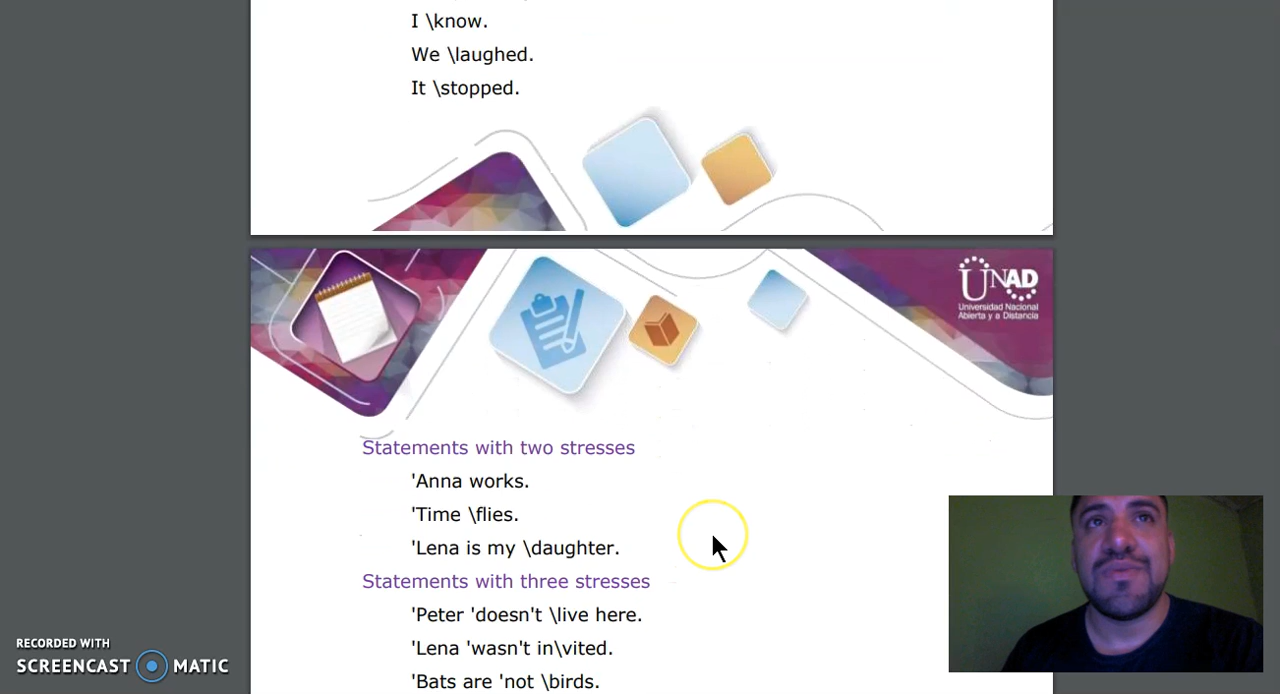 I \know.
We \laughed.
It \stopped.
UNAD
Universidad Nacional
Abierta y a Distancia
Statements with two stresses
'Anna works.
'Time \flies.
'Lena is my \daughter.
Statements with three stresses
'Peter 'doesn't \live here.
'Lena 'wasn't in\vited.
'Bats are 'not \birds.
RECORDED WITH
SCREENCAST MATIC